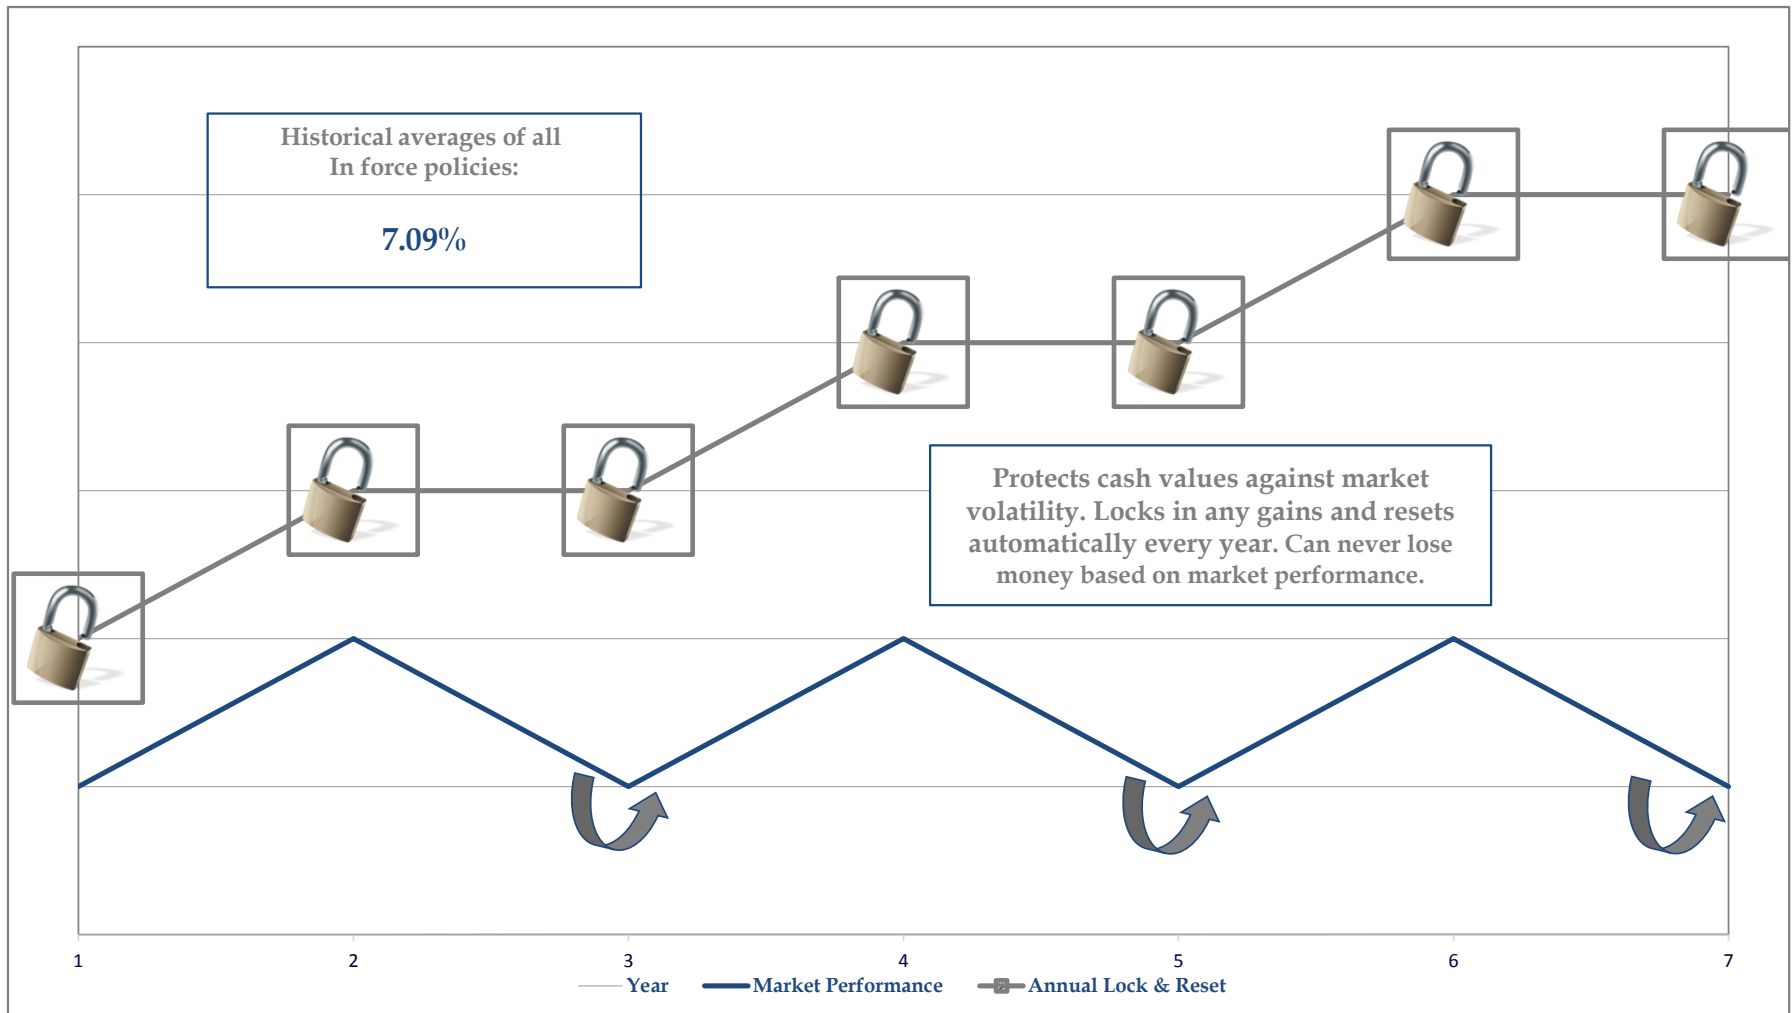 Historical averages of all
In force policies:
7.09%
Protects cash values against market
volatility. Locks in any gains and resets
automatically every year. Can never lose
money based on market performance.
1 2 3 4 5 6 7
Year Market Performance Annual Lock & Reset